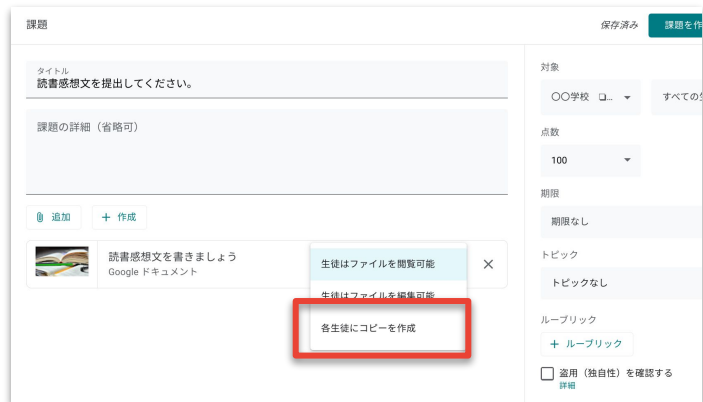 課題
保存済み
課題を作
タイトル
読書感想文を提出してください。
課題の詳細（省略可）
追加
+ 作成
読書感想文を書きましょう
Google ドキュメント
生徒はファイルを閲覧可能
生徒はファイルを編集可能
各生徒にコピーを作成
対象
〇〇学校
すべての
点数
100
期限
期限なし
トピック
トピックなし
ルーブリック
+ ルーブリック
盗用（独自性）を確認する
詳細